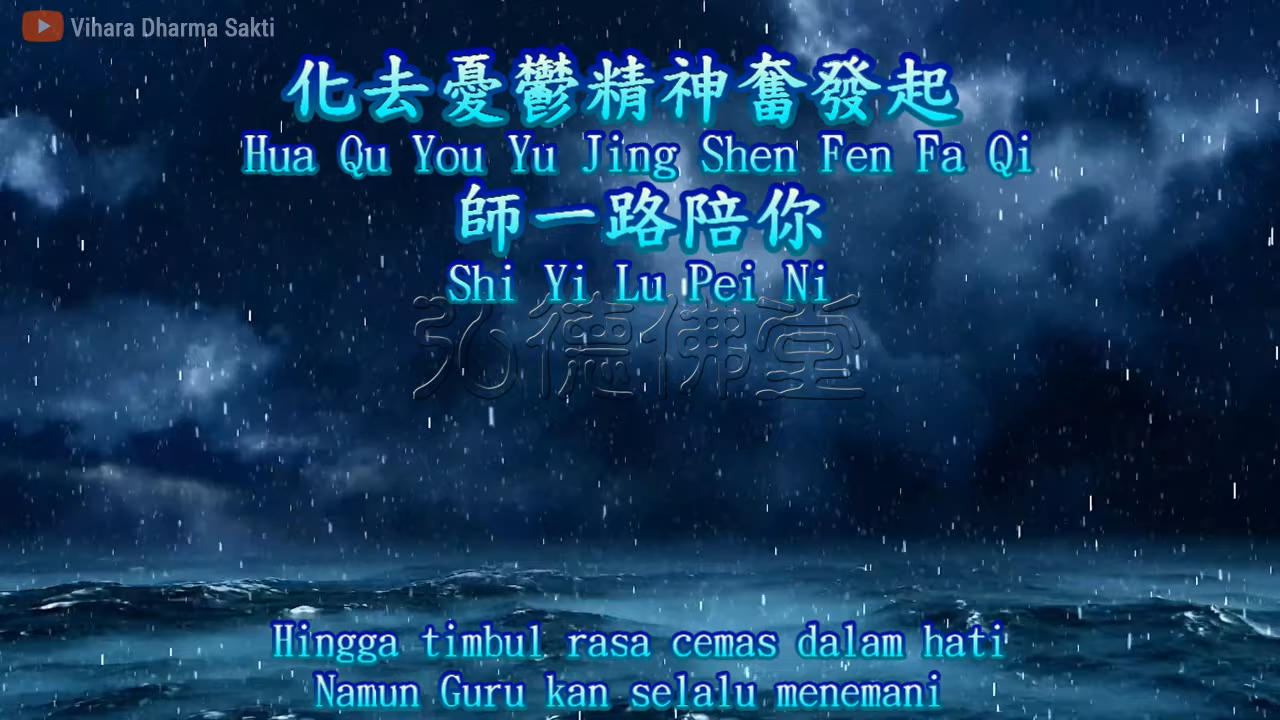 Vihara Dharma Sakti
化去憂鬱精神奮發起
Hua Qu You Yu Jing Shen Fen Fa Qi
師一路陪你
Shi Yi Lu Pei Ni
弘德佛堂
Hingga timbul rasa cemas dalam hati
Namun Guru kan selalu menemani